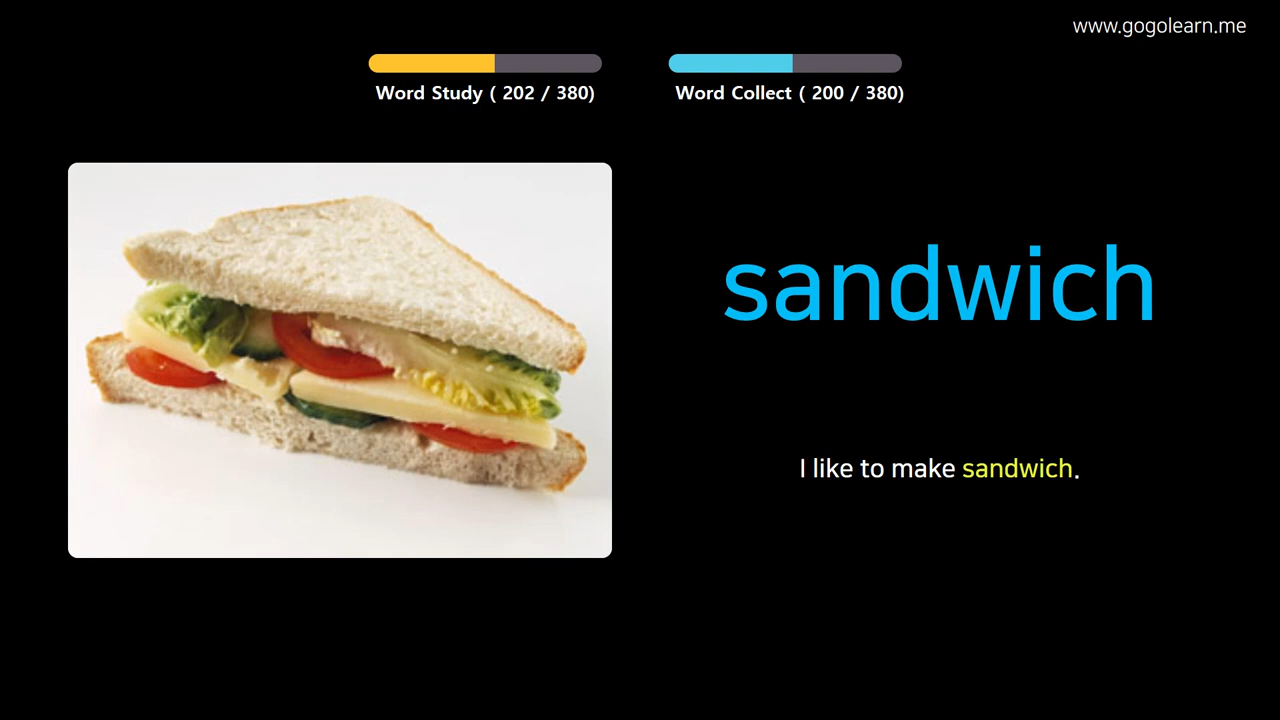 www.gogolearn.me
Word Study ( 202 / 380)
Word Collect ( 200 / 380)
sandwich
I like to make sandwich.